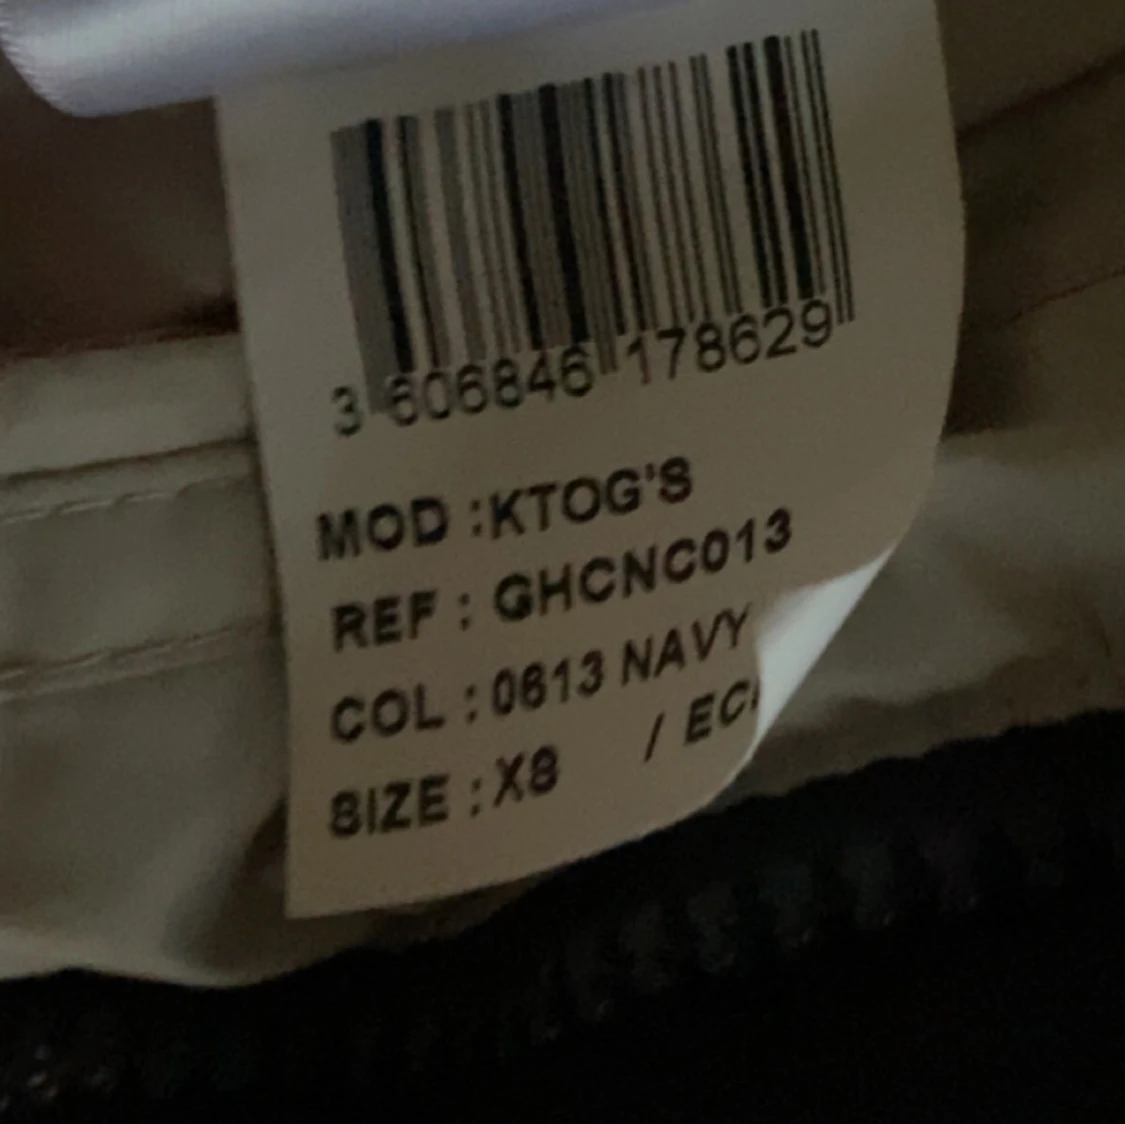 3 606846 178629
MOD :KTOG'S
REF : GHCNC013
COL : 0613 NAVY
SIZE : X8 / EC